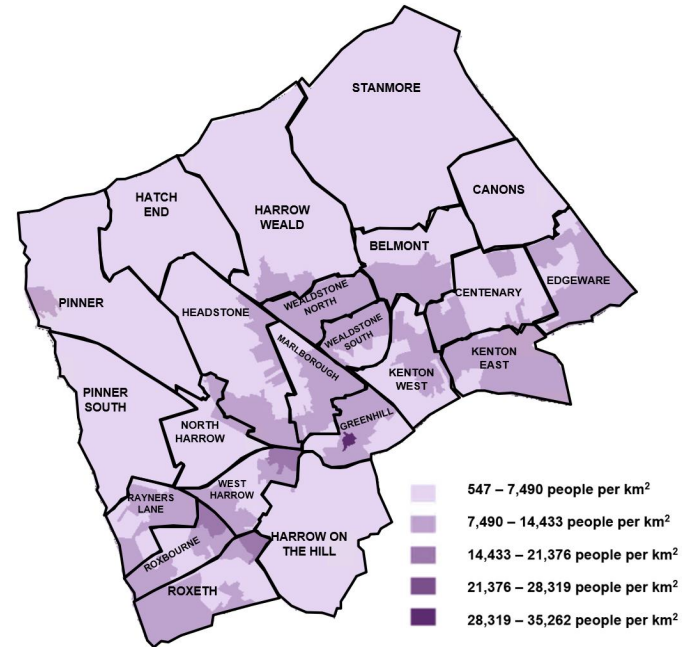 STANMORE
CANONS
HATCH
END
HARROW
WEALD
BELMONT
EDGEWARE
CENTENARY
PINNER
HEADSTONE
WEALDSTONE
NORTH
WEALDSTONE
SOUTH
MARLBOROUGH
KENTON
EAST
KENTON
WEST
PINNER
SOUTH
NORTH
HARROW
GREENHILL
WEST
HARROW
RAYNERS
LANE
HARROW ON
THE HILL
ROXBOURNE
ROXETH
547 – 7,490 people per km²
7,490 – 14,433 people per km²
14,433 – 21,376 people per km²
21,376 – 28,319 people per km²
28,319 – 35,262 people per km²